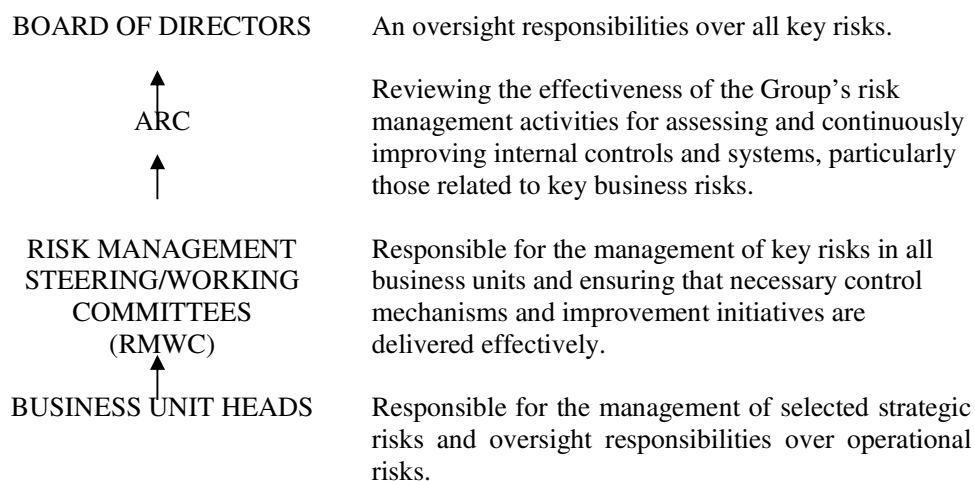 BOARD OF DIRECTORS
An oversight responsibilities over all key risks.
ARC
Reviewing the effectiveness of the Group's risk
management activities for assessing and continuously
improving internal controls and systems, particularly
those related to key business risks.
RISK MANAGEMENT
STEERING/WORKING
COMMITTEES
(RMWC)
Responsible for the management of key risks in all
business units and ensuring that necessary control
mechanisms and improvement initiatives are
delivered effectively.
BUSINESS UNIT HEADS
Responsible for the management of selected strategic
risks and oversight responsibilities over operational
risks.